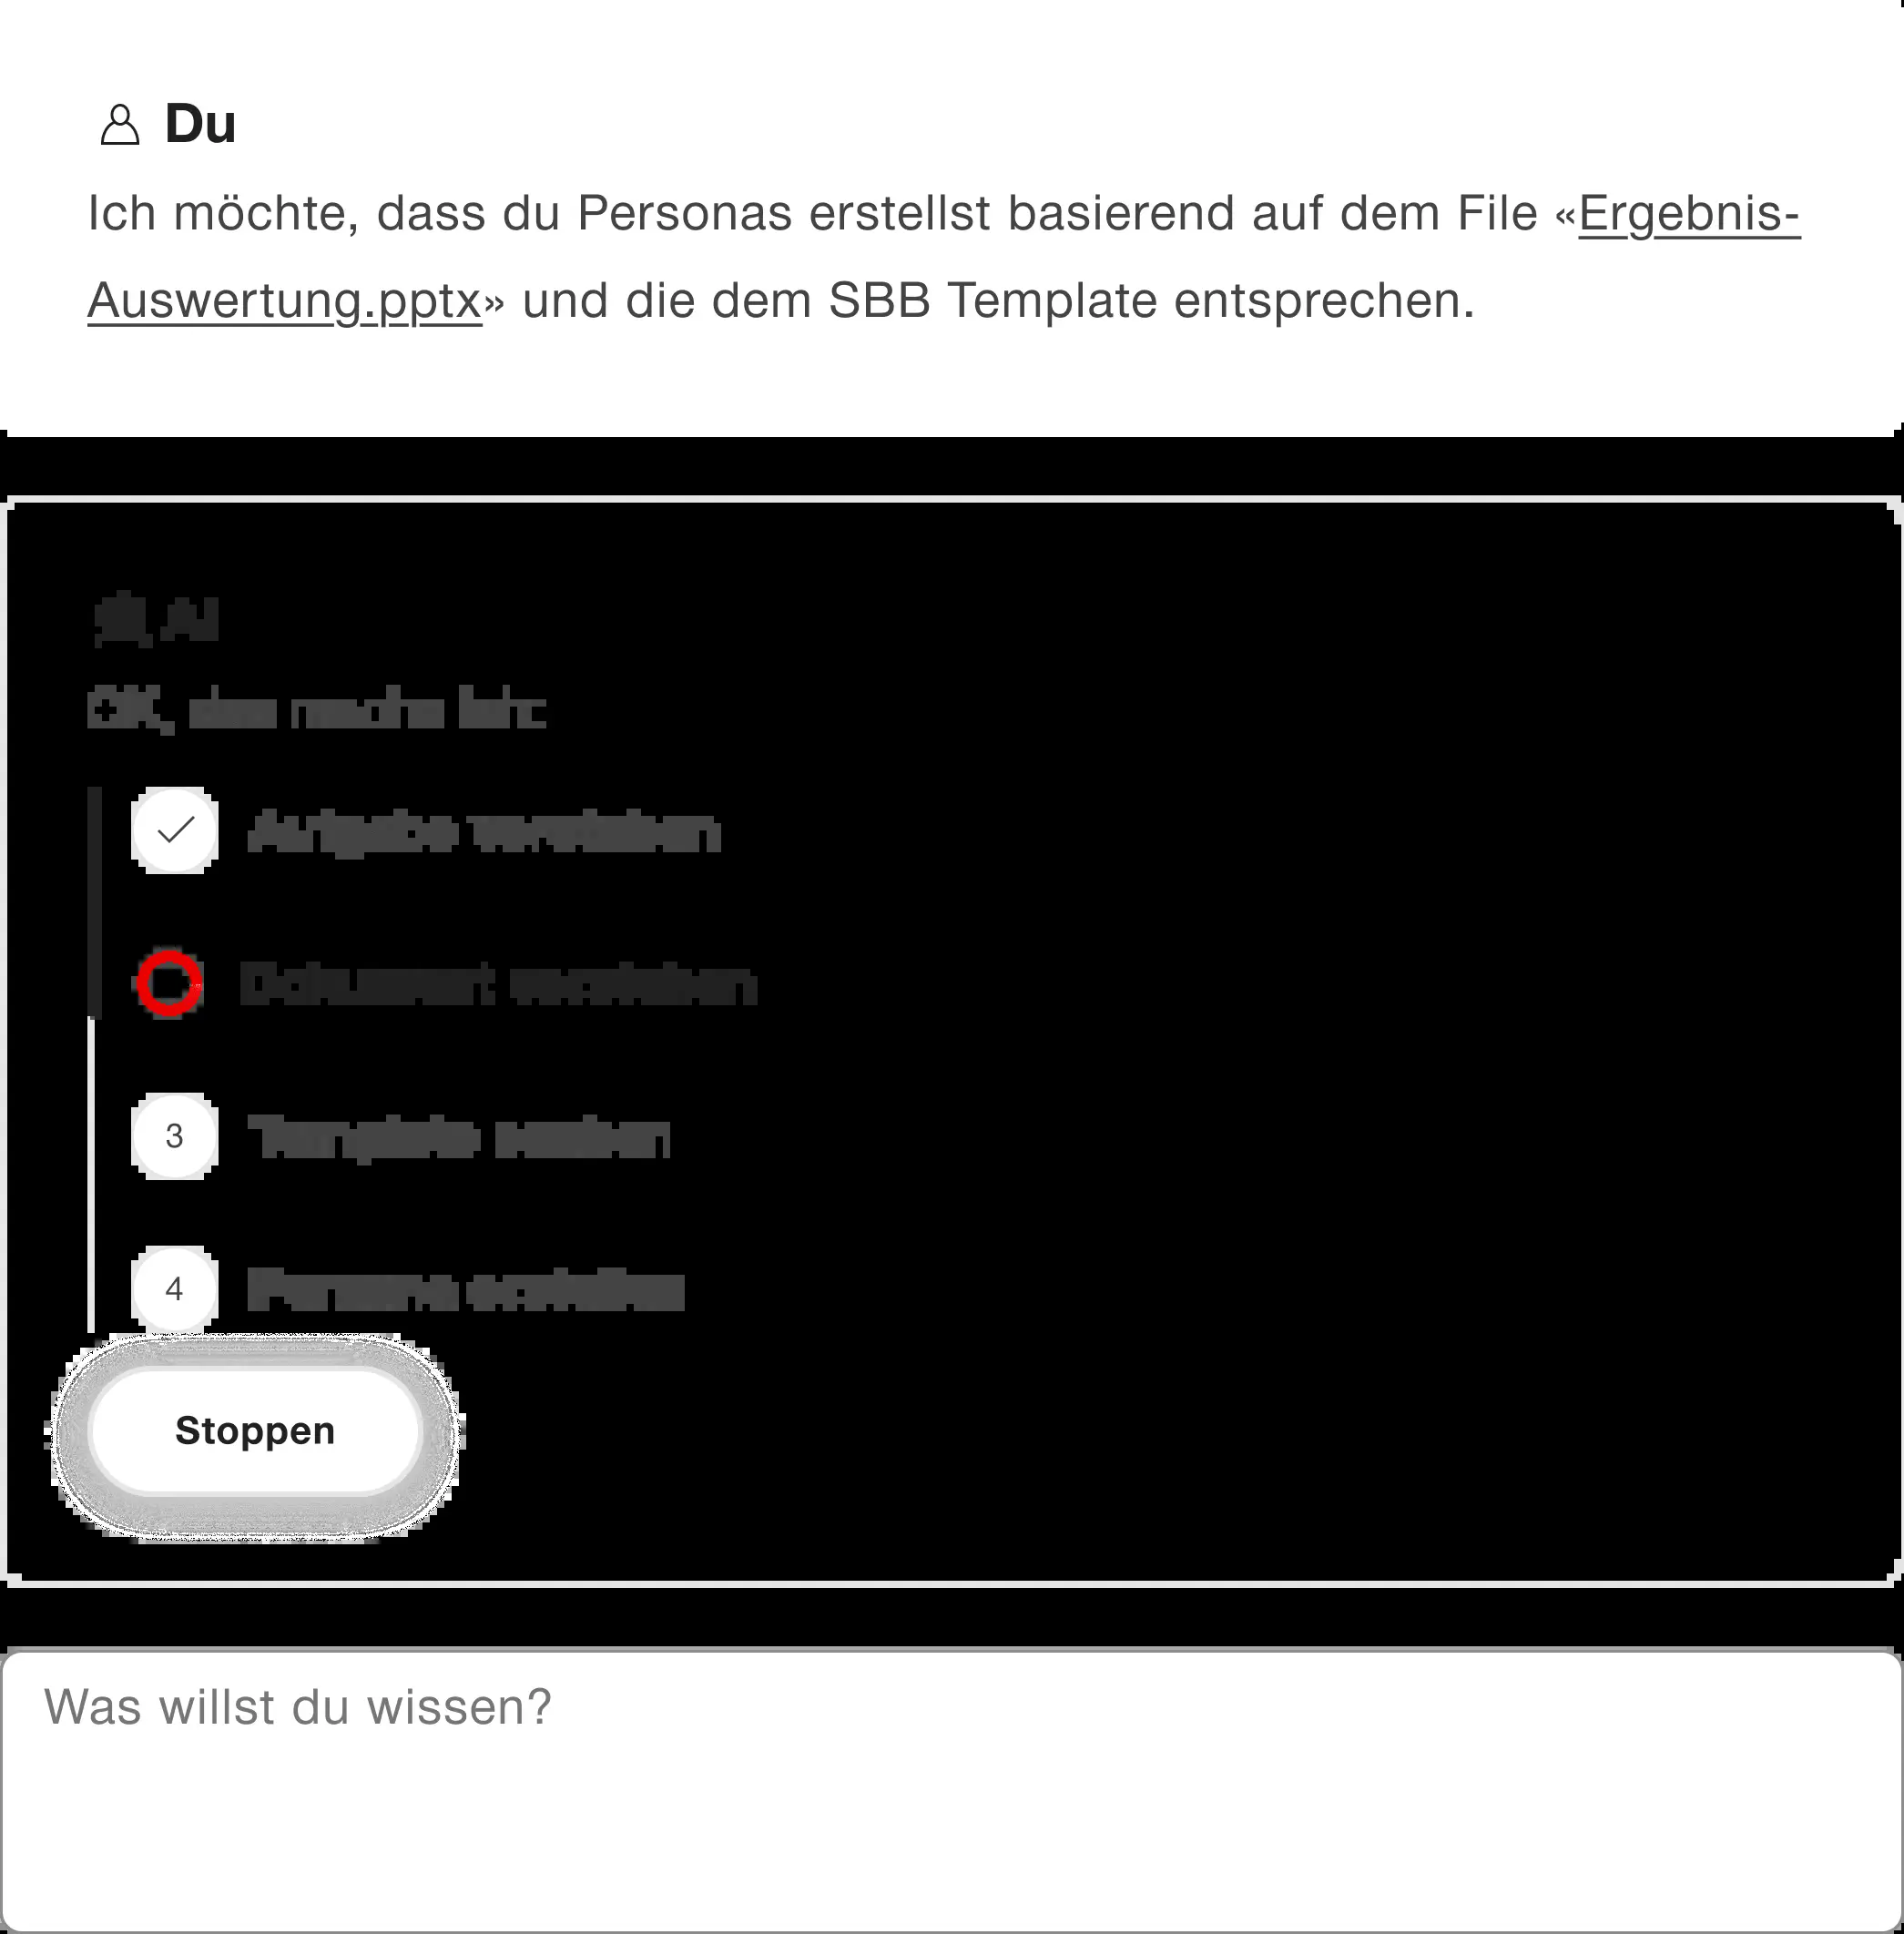 Du
Ich möchte, dass du Personas erstellst basierend auf dem File «Ergebnis-
Auswertung.pptx» und die dem SBB Template entsprechen.
AI
OK, das mache ich:
Aufgabe verstehen
Dokument verstehen
3 Template
4 Personas erstellen
Stoppen
Was willst du wissen?